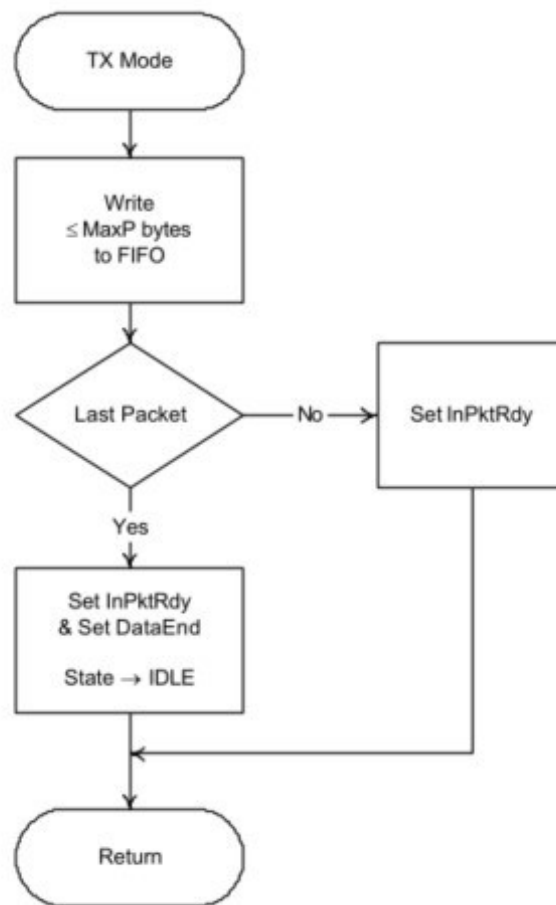 TX Mode
Write
≤ MaxP bytes
to FIFO
Last Packet
No
Set InPktRdy
Yes
Set InPktRdy
& Set DataEnd
State → IDLE
Return